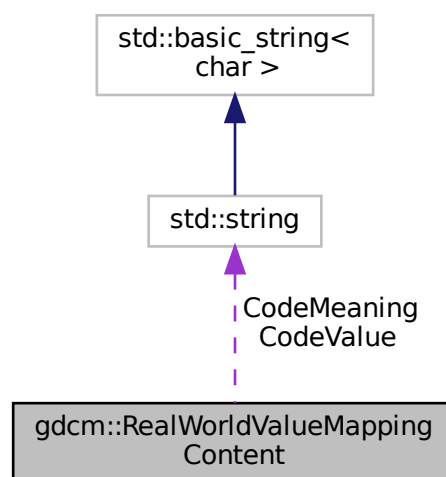 std::basic_string<
char >
std::string
CodeMeaning
CodeValue
gdcm::RealWorldValueMapping
Content